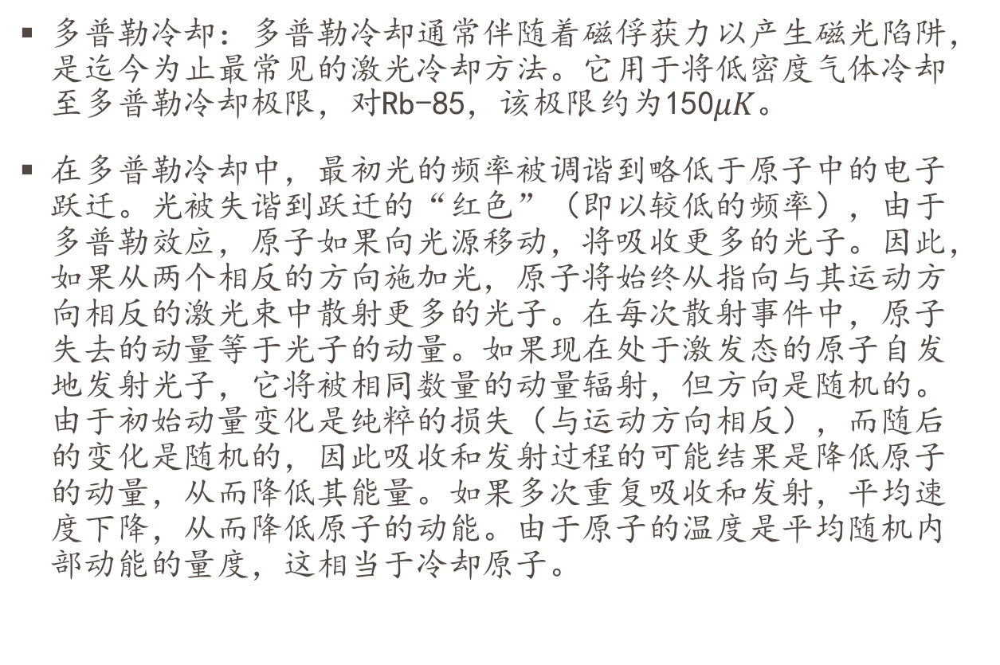 ▪ 多普勒冷却：多普勒冷却通常伴随着磁俘获力以产生磁光陷阱，
是迄今为止最常见的激光冷却方法。它用于将低密度气体冷却
至多普勒冷却极限，对Rb-85，该极限约为150μK。
▪ 在多普勒冷却中，最初光的频率被调谐到略低于原子中的电子
跃迁。光被失谐到跃迁的“红色”（即以较低的频率），由于
多普勒效应，原子如果向光源移动，将吸收更多的光子。因此，
如果从两个相反的方向施加光，原子将始终从指向与其运动方
向相反的激光束中散射更多的光子。在每次散射事件中，原子
失去的动量等于光子的动量。如果现在处于激发态的原子自发
地发射光子，它将被相同数量的动量辐射，但方向是随机的。
由于初始动量变化是纯粹的损失（与运动方向相反），而随后
的变化是随机的，因此吸收和发射过程的可能结果是降低原子
的动量，从而降低其能量。如果多次重复吸收和发射，平均速
度下降，从而降低原子的动能。由于原子的温度是平均随机内
部动能的量度，这相当于冷却原子。